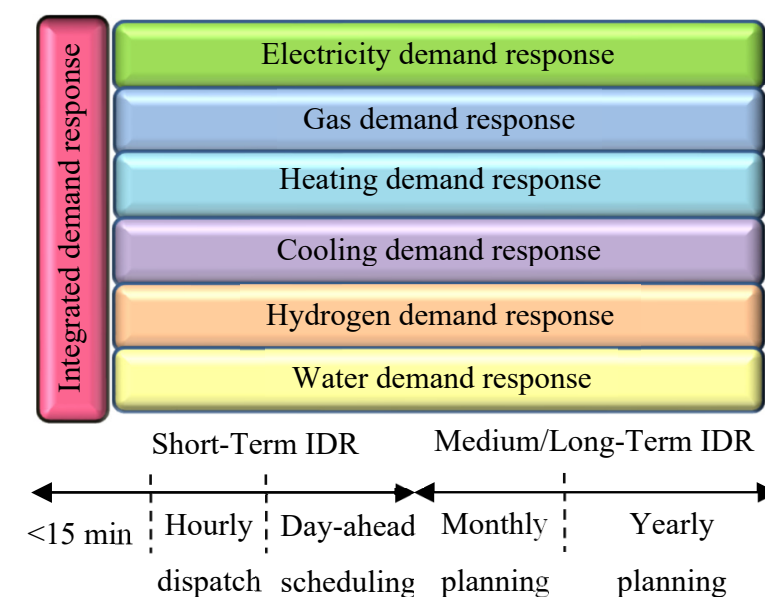 Integrated demand response
Electricity demand response
Gas demand response
Heating demand response
Cooling demand response
Hydrogen demand response
Water demand response
Short-Term IDR
Medium/Long-Term IDR
<15 min
Hourly
dispatch
Day-ahead
scheduling
Monthly
planning
Yearly
planning